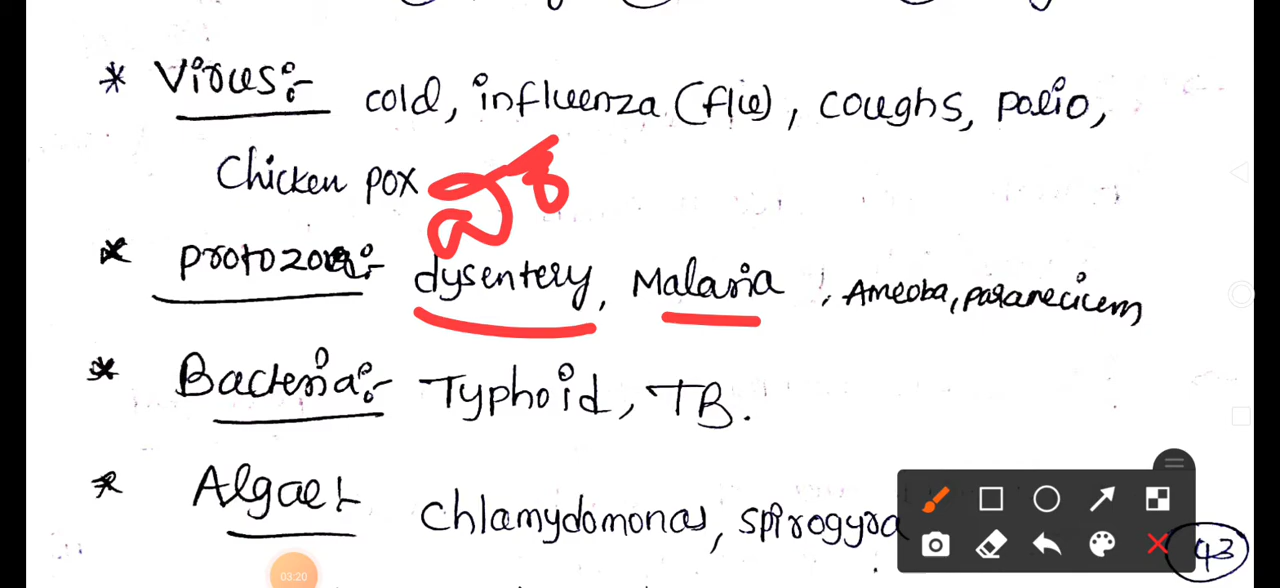 * Virus:- cold, influenza (flu), coughs, polio,
Chicken pox
* protozoa:- dysentery, Malaria, Ameoba, paramecium,
* Bacteria:- Typhoid, TB.
* Algae:- Chlamydomonas, spirogyra
43
03:20